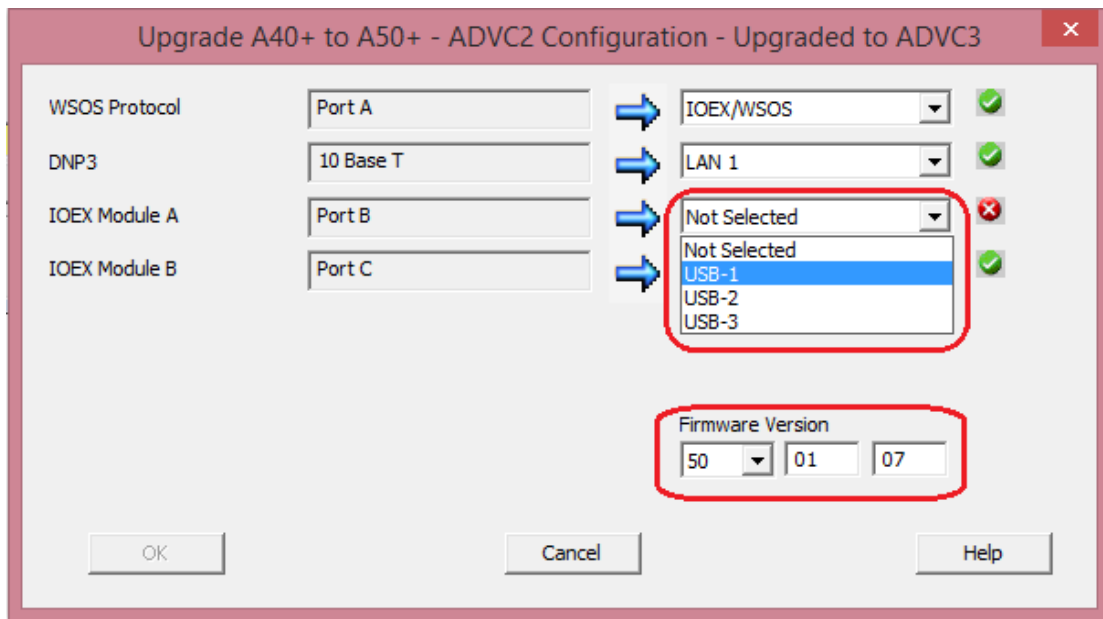 Upgrade A40+ to A50+ - ADVC2 Configuration - Upgraded to ADVC3
WSOS Protocol Port A IOEX/WSOS
DNP3 10 Base T LAN 1
IOEX Module A Port B Not Selected
Not Selected
IOEX Module B Port C USB-1
USB-2
USB-3
Firmware Version
50 01 07
OK Cancel Help